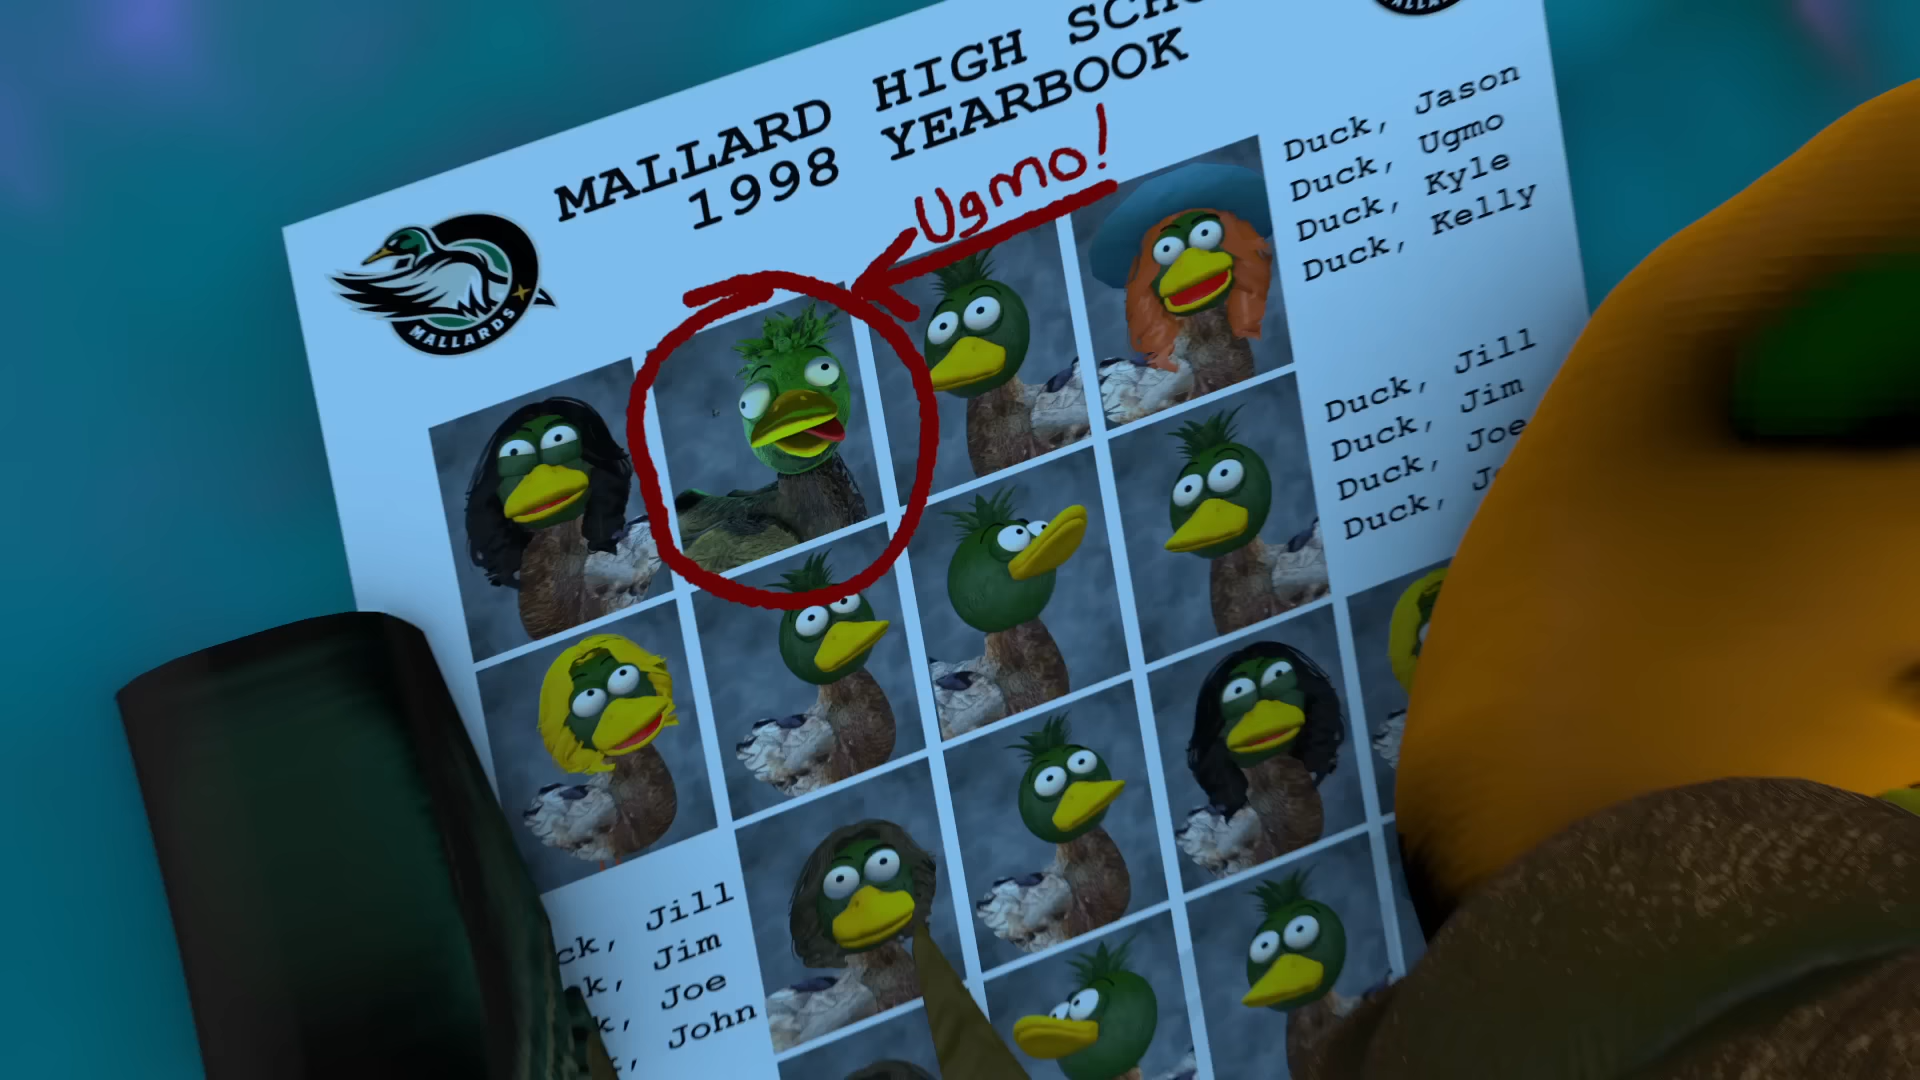 MALLARD HIGH
1998 YEARBOOK
Ugmo!
MALLARDS
Duck, Jason
Duck, Ugmo
Duck, Kyle
Duck, Kelly
Duck, Jill
Duck, Jim
Duck, Joe
Duck,
Jill
Jim
Joe
John